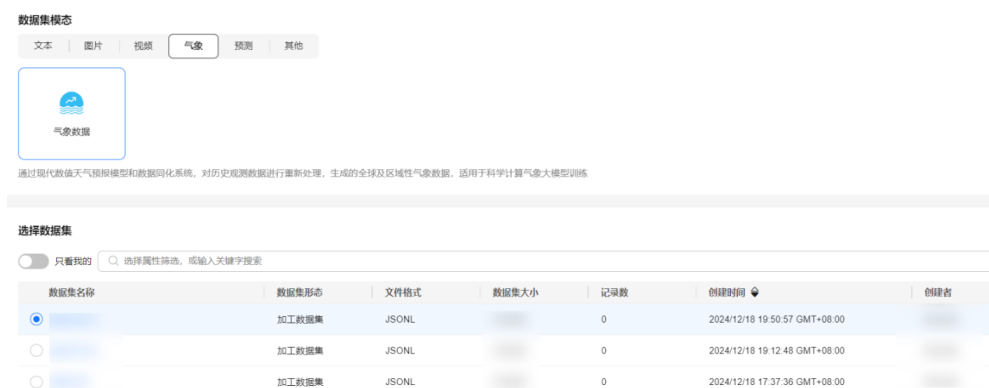 数据集模态
文本 图片 视频 气象 预测 其他
气象数据
通过现代数值天气预报模型和数据同化系统，对历史观测数据进行重新处理，生成的全球及区域性气象数据，适用于科学计算气象大模型训练
选择数据集
只看我的 选择属性筛选，或输入关键字搜索
数据集名称 数据集形态 文件格式 数据集大小 记录数 创建时间 创建者
加工数据集 JSONL 0 2024/12/18 19:50:57 GMT+08:00
加工数据集 JSONL 0 2024/12/18 19:12:48 GMT+08:00
加工数据集 JSONL 0 2024/12/18 17:37:36 GMT+08:00